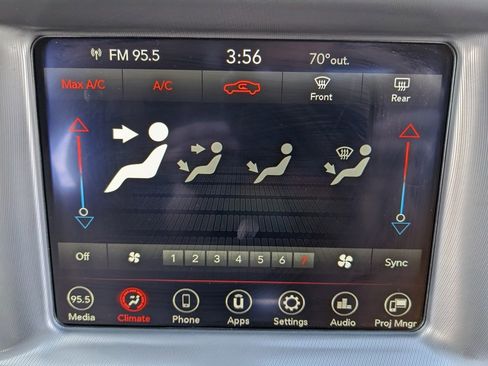 FM 95.5 3:56 70°out.
Max A/C A/C Front Rear
Off 1 2 3 4 5 6 7 Sync
95.5
Media Climate Phone Apps Settings Audio Proj Mngr